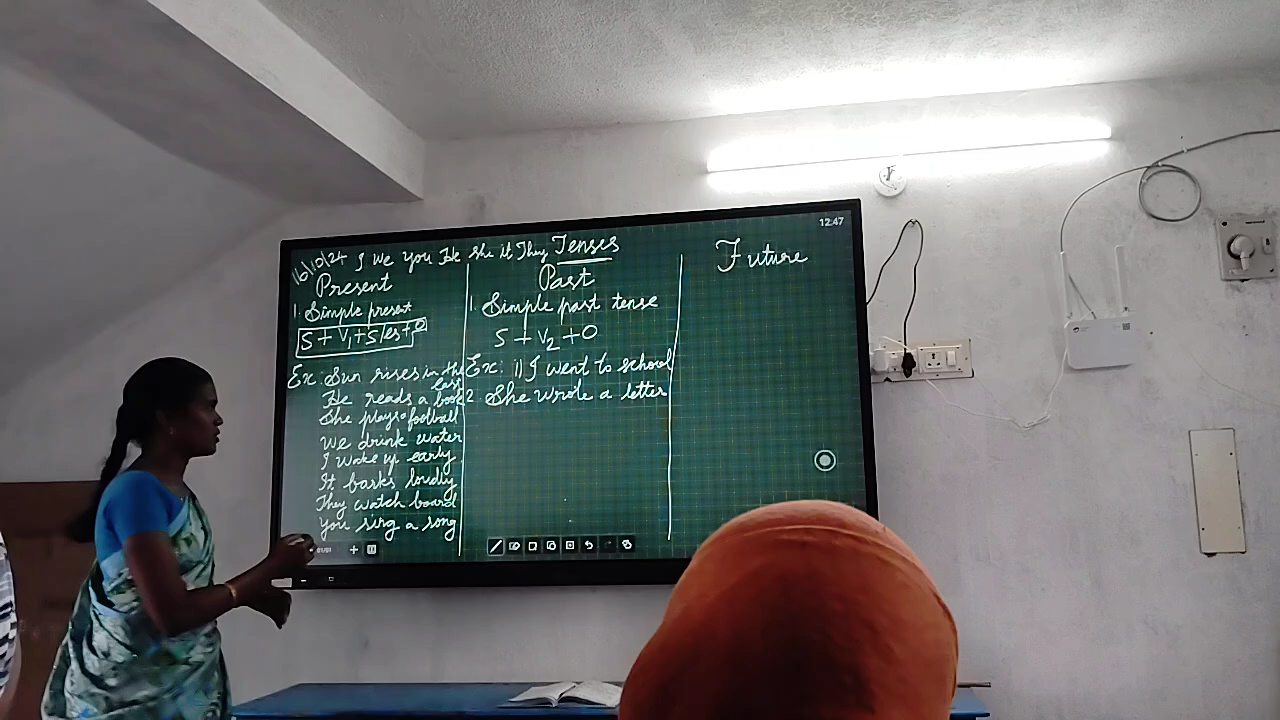 12:47
16/10/24 I We You He She it They Tenses
Present
1. Simple present
S + V1 + S/es + O
Ex: Sun rises in the
east
He reads a book
She plays football
We drink water
I wake up early
It barks loudly
They watch board
You sing a song
Past
1. Simple past tense
S + V2 + O
Ex: i) I went to school
2. She wrote a letter
Future
01/01